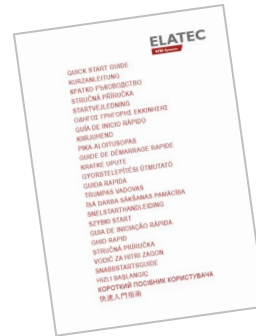 ELATEC
RFID Systems
QUICK START GUIDE
KURZANLEITUNG
КРАТКО РЪКОВОДСТВО
STRUČNÁ PŘÍRUČKA
STARTVEJLEDNING
ΟΔΗΓΟΣ ΓΡΗΓΟΡΗΣ ΕΚΚΙΝΗΣΗΣ
GUÍA DE INICIO RÁPIDO
KIIRJUHEND
PIKA-ALOITUSOPAS
GUIDE DE DÉMARRAGE RAPIDE
KRATKE UPUTE
GYORSTELEPÍTÉSI ÚTMUTATÓ
GUIDA RAPIDA
TRUMPAS VADOVAS
ĪSĀ DARBA SĀKŠANAS PAMĀCĪBA
SNELSTARTHANDLEIDING
SZYBKI START
GUIA DE INICIAÇÃO RÁPIDA
GHID RAPID
STRUČNÁ PRÍRUČKA
VODIČ ZA HITRI ZAGON
SNABBSTARTSGUIDE
HIZLI BAŞLANGIÇ
КОРОТКИЙ ПОСІБНИК КОРИСТУВАЧА
快速入門指南